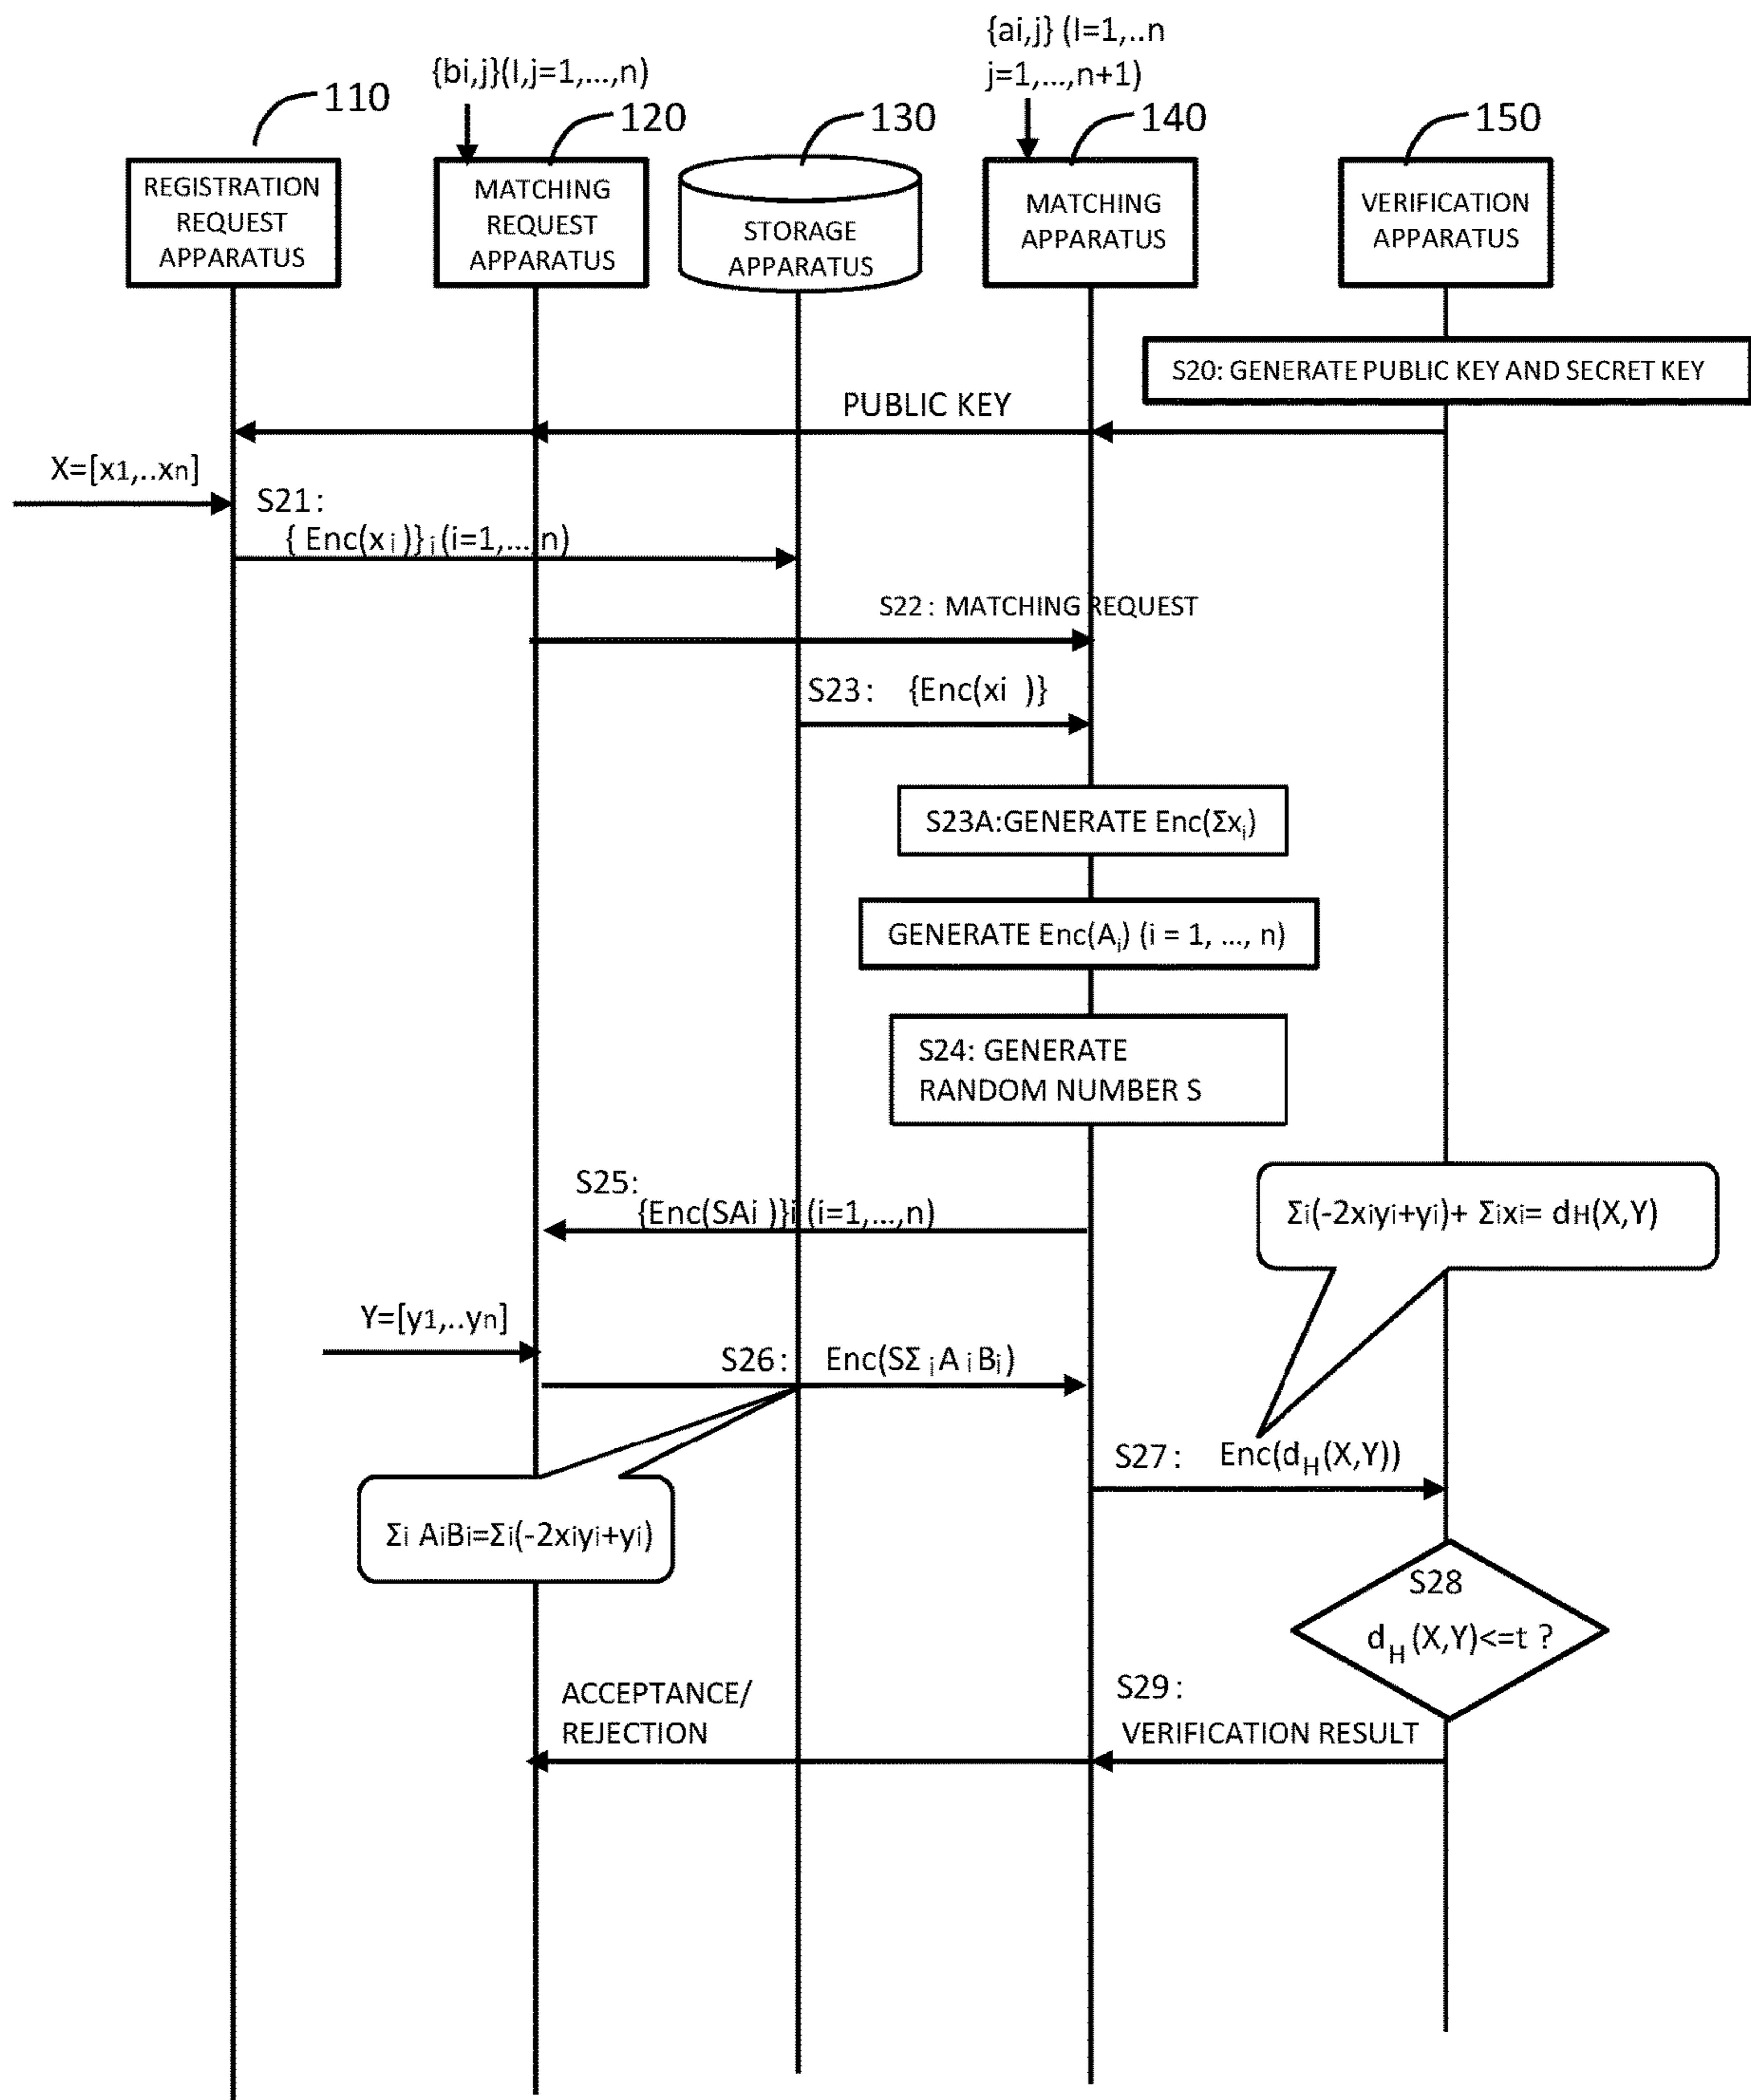 {ai,j} (I=1,..n
j=1,...,n+1)
{bi,j}(I,j=1,...,n)
110
120
130
140
150
REGISTRATION
REQUEST
APPARATUS
MATCHING
REQUEST
APPARATUS
STORAGE
APPARATUS
MATCHING
APPARATUS
VERIFICATION
APPARATUS
S20: GENERATE PUBLIC KEY AND SECRET KEY
PUBLIC KEY
X=[x1,..xn]
S21:
{ Enc(xi)}i (i=1,...,n)
S22: MATCHING REQUEST
S23: {Enc(xi )}
S23A:GENERATE Enc(Σxi)
GENERATE Enc(Ai) (i = 1, ..., n)
S24: GENERATE
RANDOM NUMBER S
S25:
{Enc(SAi )}i (i=1,...,n)
Σi(-2xiyi+yi)+ Σixi= dH(X,Y)
Y=[y1,..yn]
S26: Enc(SΣiAiBi)
S27: Enc(dH(X,Y))
Σi AiBi=Σi(-2xiyi+yi)
S28
dH(X,Y)<=t ?
ACCEPTANCE/
REJECTION
S29:
VERIFICATION RESULT